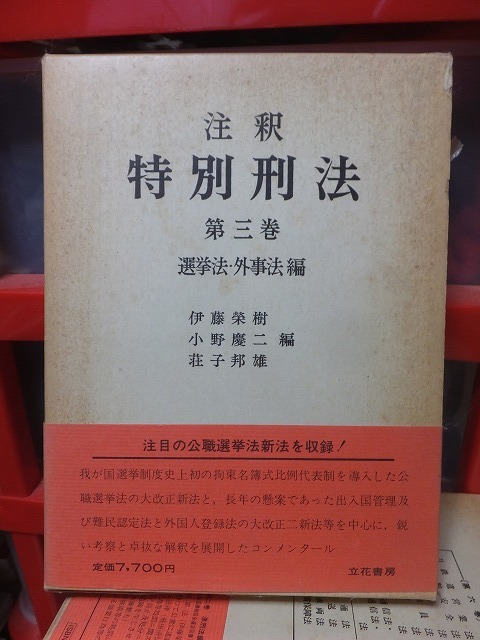 注釈
特別刑法
第三巻
選挙法・外事法編
伊藤榮樹
小野慶二 編
荘子邦雄
注目の公職選挙法新法を収録!
我が国選挙制度史上初の拘束名簿式比例代表制を導入した公
職選挙法の大改正新法と，長年の懸案であった出入国管理及
び難民認定法と外国人登録法の大改正二新法等を中心に，鋭
い考察と卓抜な解釈を展開したコンメンタール
定価7,700円 立花書房